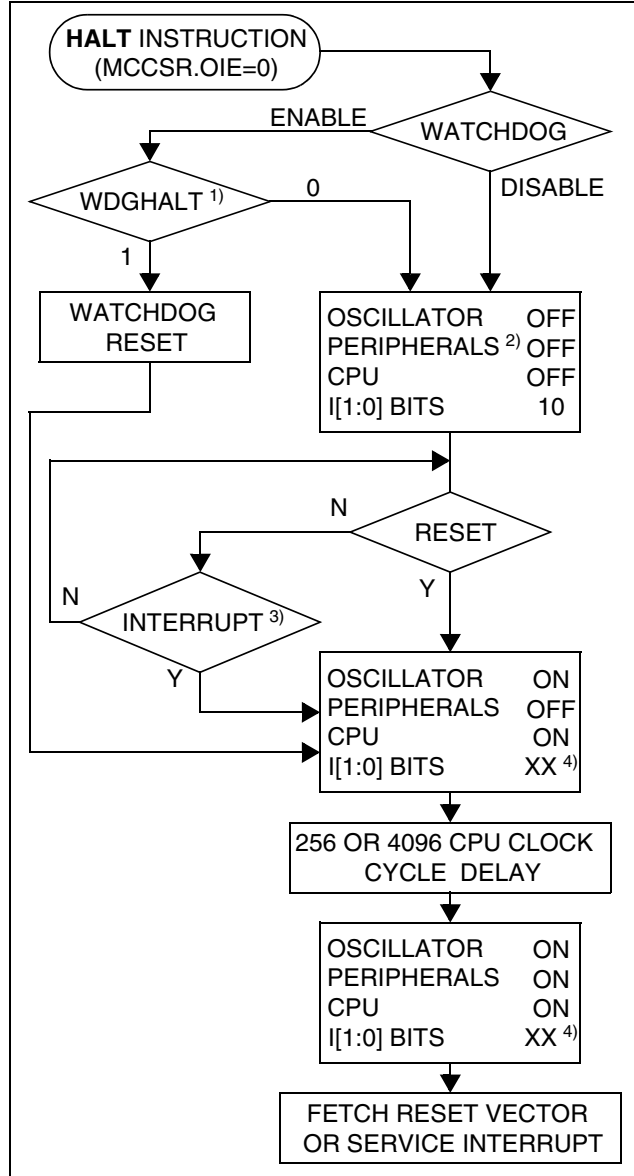 HALT INSTRUCTION
(MCCSR.OIE=0)
ENABLE
WATCHDOG
WDGHALT 1)
0
DISABLE
1
WATCHDOG
RESET
OSCILLATOR OFF
PERIPHERALS 2) OFF
CPU OFF
I[1:0] BITS 10
N
RESET
N
Y
INTERRUPT 3)
Y
OSCILLATOR ON
PERIPHERALS OFF
CPU ON
I[1:0] BITS XX 4)
256 OR 4096 CPU CLOCK
CYCLE DELAY
OSCILLATOR ON
PERIPHERALS ON
CPU ON
I[1:0] BITS XX 4)
FETCH RESET VECTOR
OR SERVICE INTERRUPT